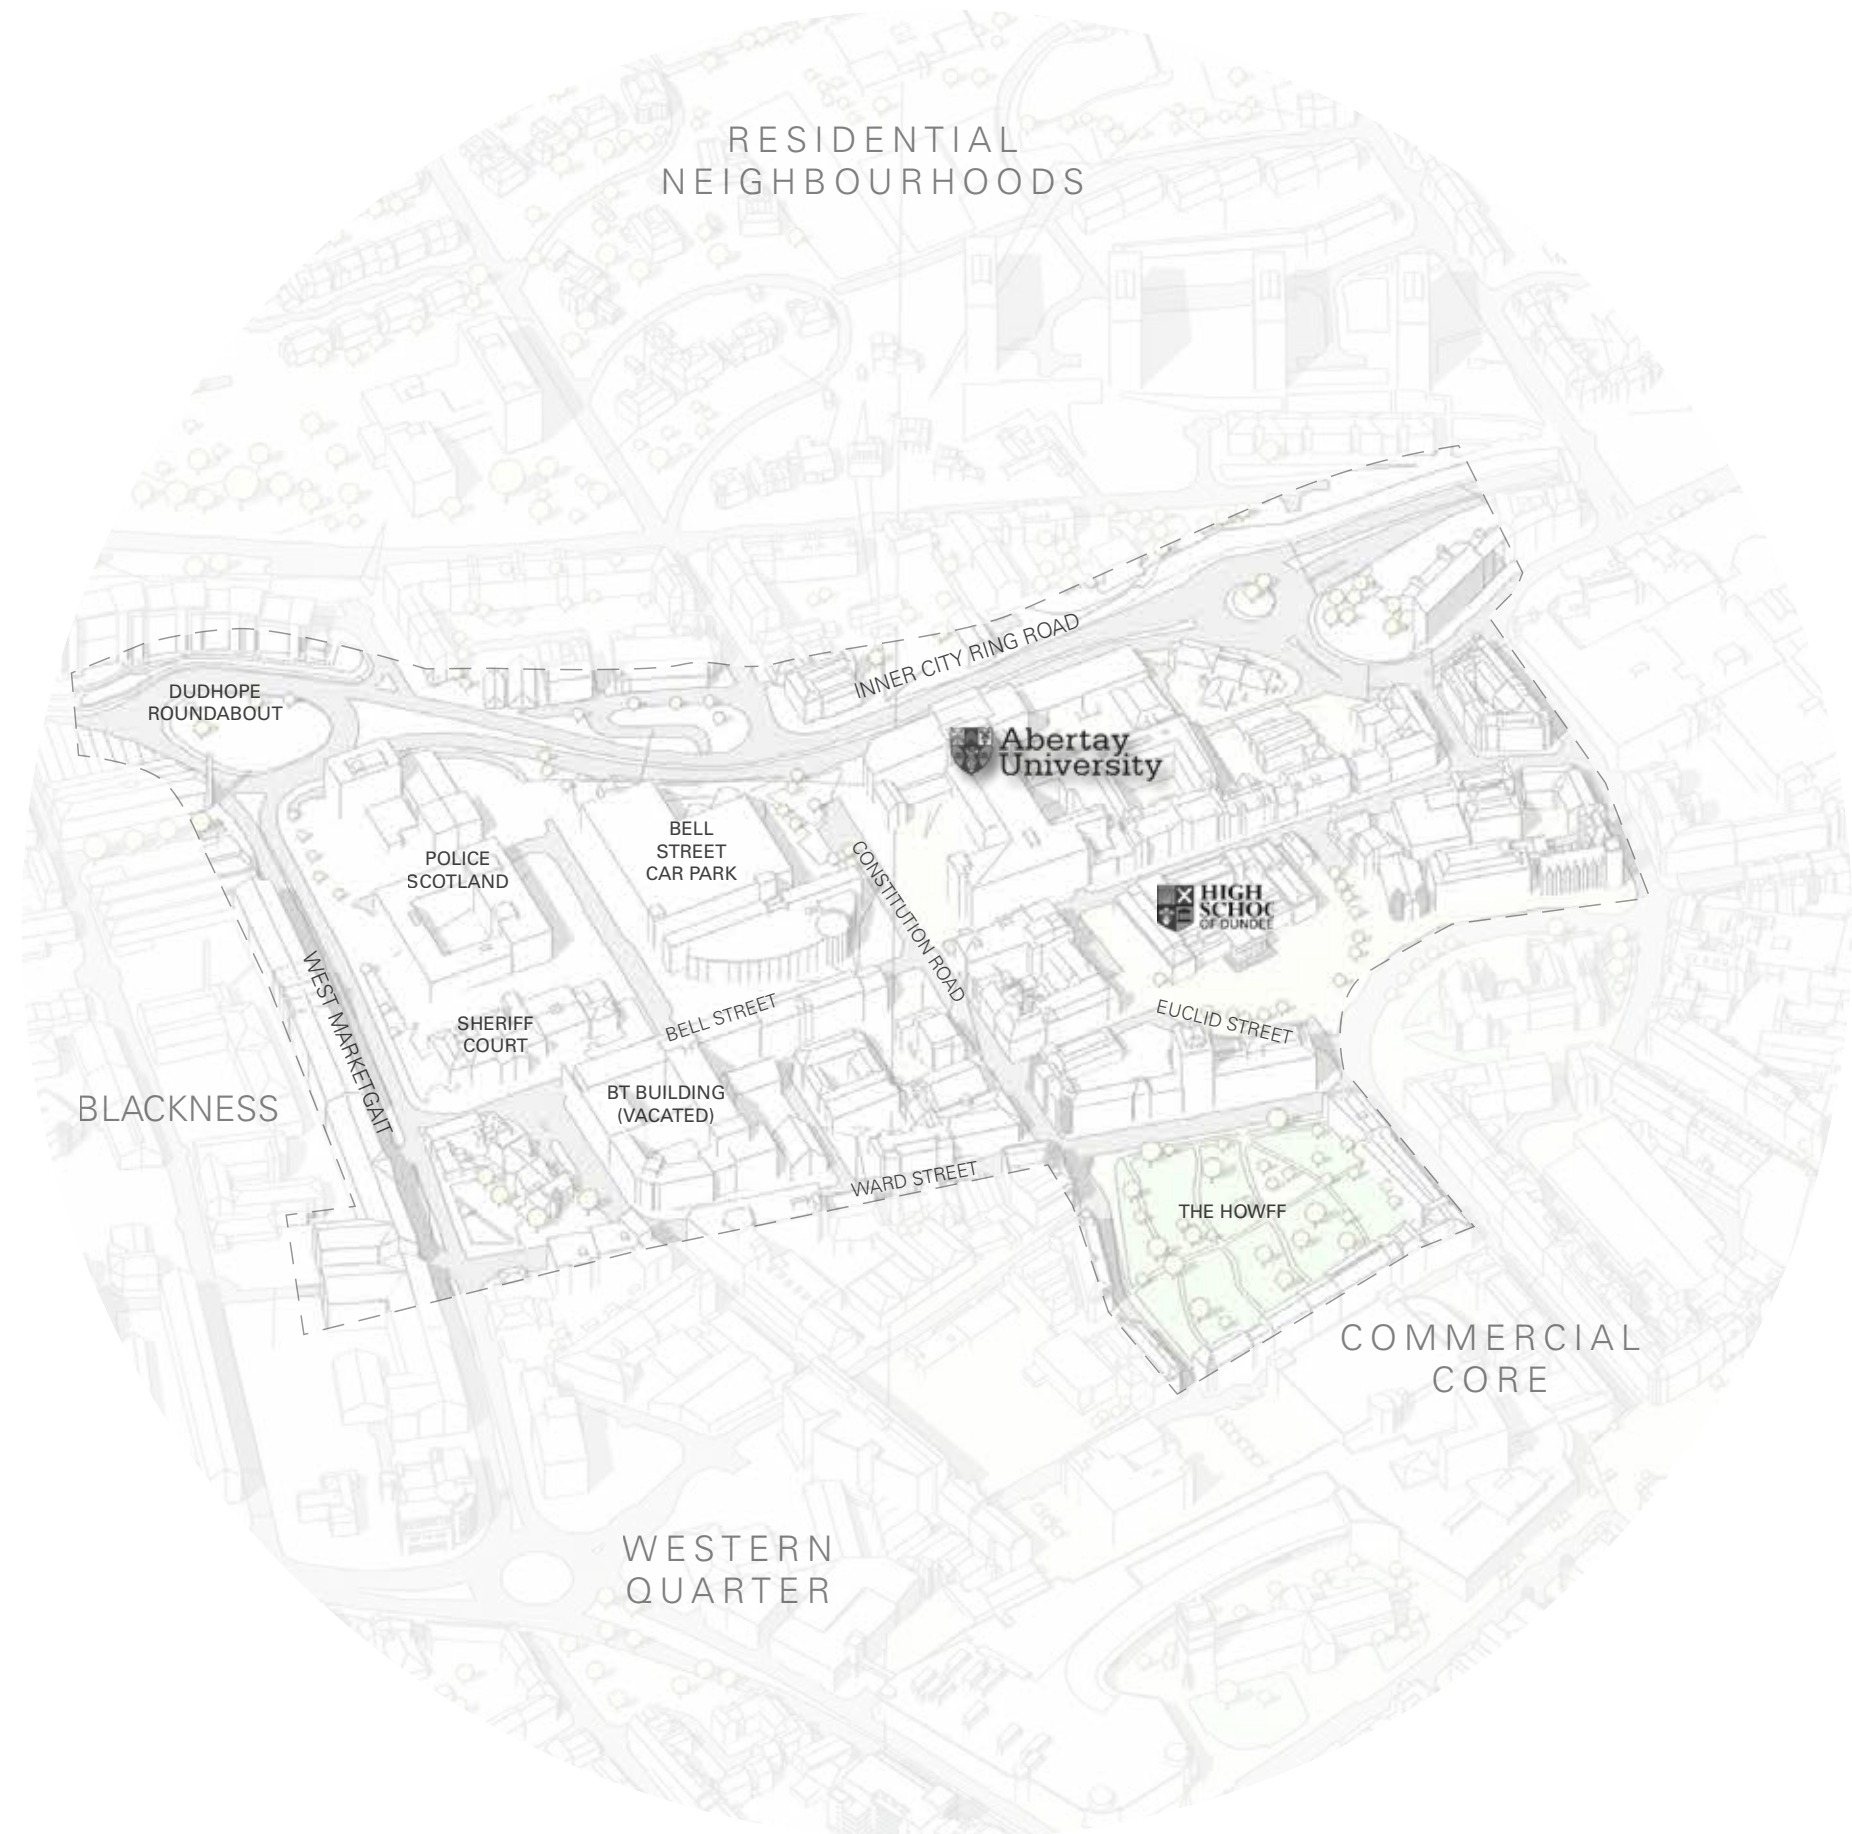 RESIDENTIAL
NEIGHBOURHOODS
INNER CITY RING ROAD
DUDHOPE
ROUNDABOUT
Abertay
University
BELL
STREET
CAR PARK
POLICE
SCOTLAND
CONSTITUTION ROAD
HIGH
SCHOO
OF DUNDEE
WEST MARKETGAIT
SHERIFF
COURT
BELL STREET
EUCLID STREET
BLACKNESS
BT BUILDING
(VACATED)
WARD STREET
THE HOWFF
COMMERCIAL
CORE
WESTERN
QUARTER